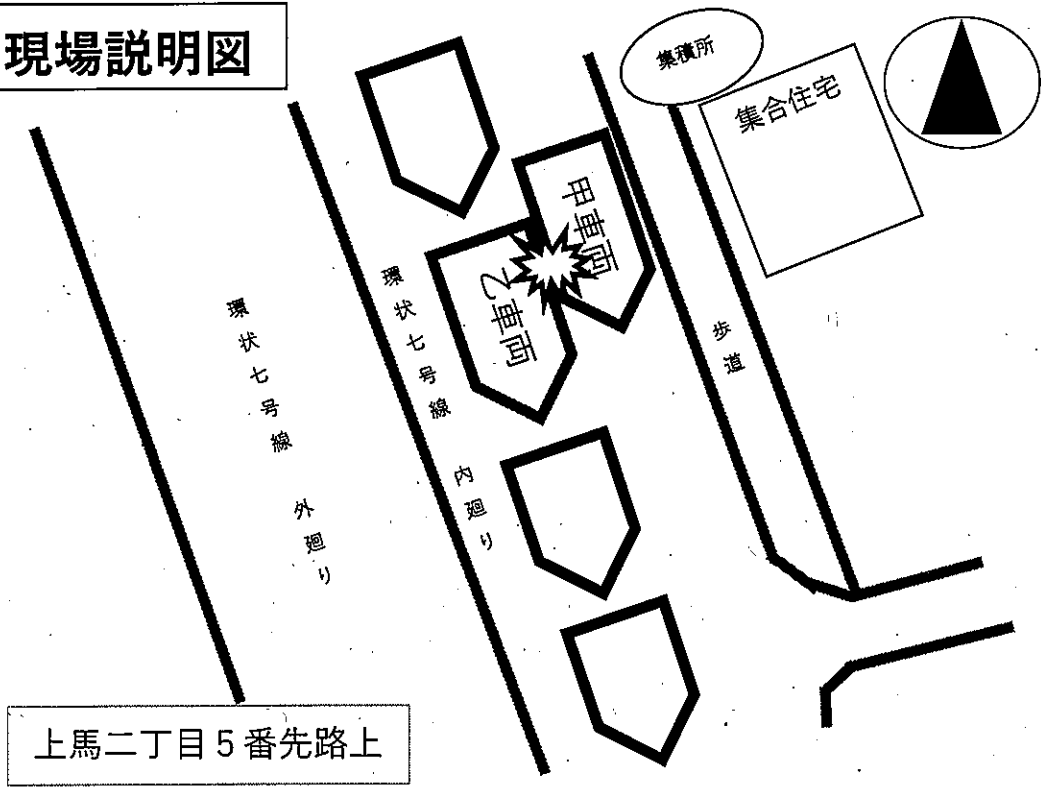 現場説明図
集積所
集合住宅
甲車両
乙車両
環状七号線 外廻り
環状七号線 内廻り
歩道
上馬二丁目5番先路上